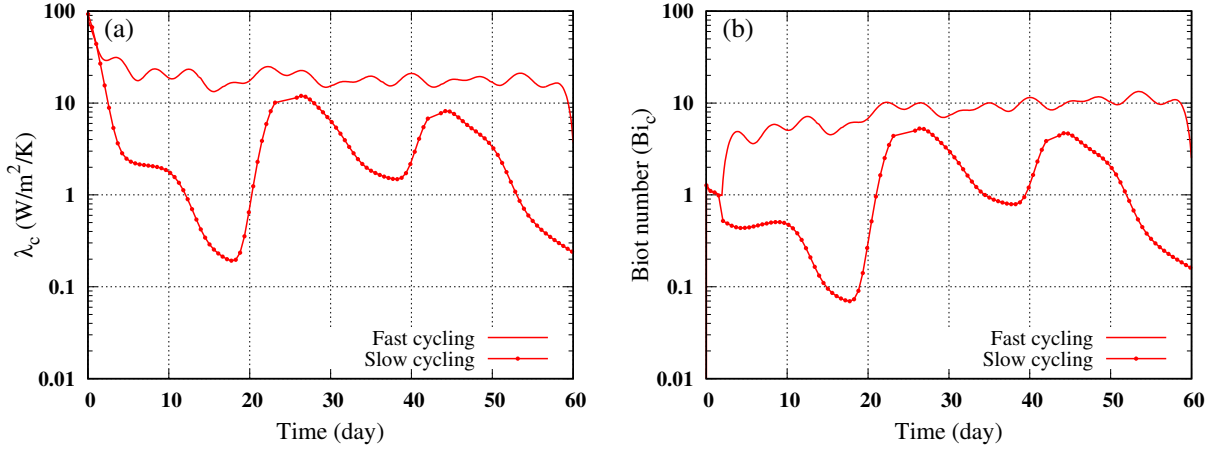 (a)
λc (W/m²/K)
100
10
1
0.1
0.01
0 10 20 30 40 50 60
Time (day)
Fast cycling
Slow cycling
(b)
Biot number (Bic)
100
10
1
0.1
0.01
0 10 20 30 40 50 60
Time (day)
Fast cycling
Slow cycling